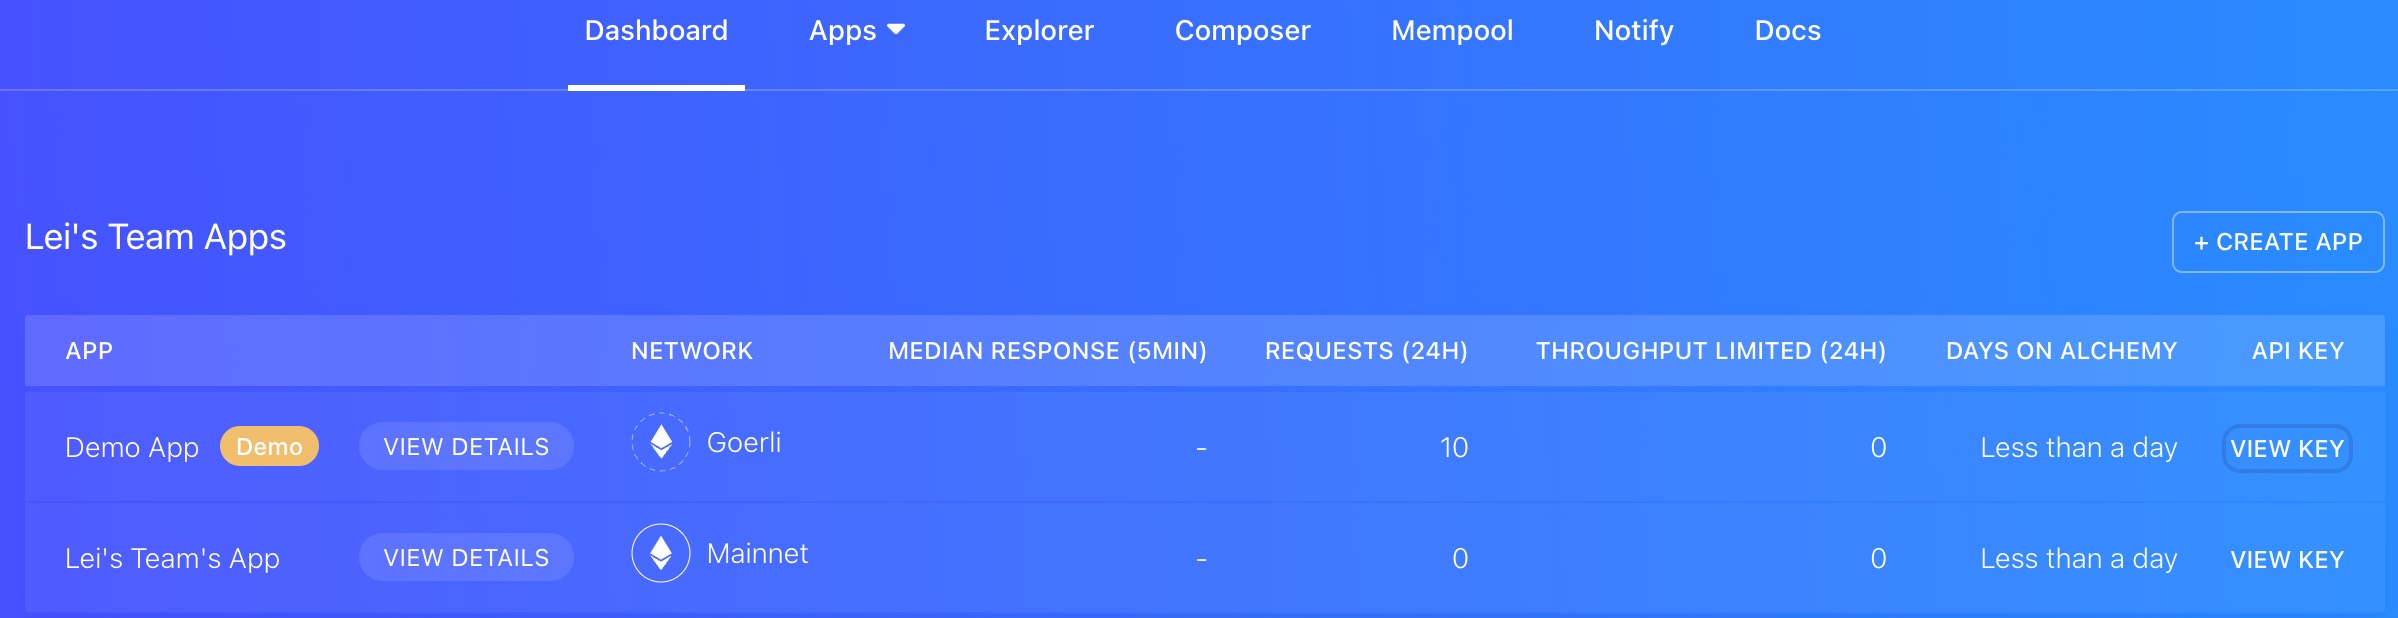 Dashboard Apps Explorer Composer Mempool Notify Docs
Lei's Team Apps
+ CREATE APP
APP NETWORK MEDIAN RESPONSE (5MIN) REQUESTS (24H) THROUGHPUT LIMITED (24H) DAYS ON ALCHEMY API KEY
Demo App Demo VIEW DETAILS Goerli - 10 0 Less than a day VIEW KEY
Lei's Team's App VIEW DETAILS Mainnet - 0 0 Less than a day VIEW KEY